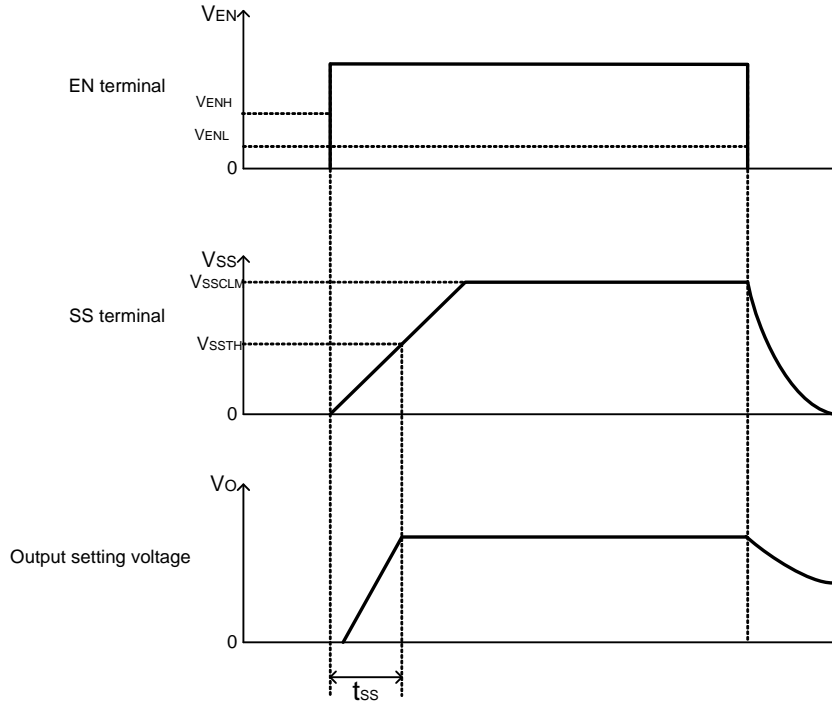 VEN
EN terminal
VENH
VENL
0
VSS
VSSCLM
SS terminal
VSSTH
0
VO
Output setting voltage
0
tSS